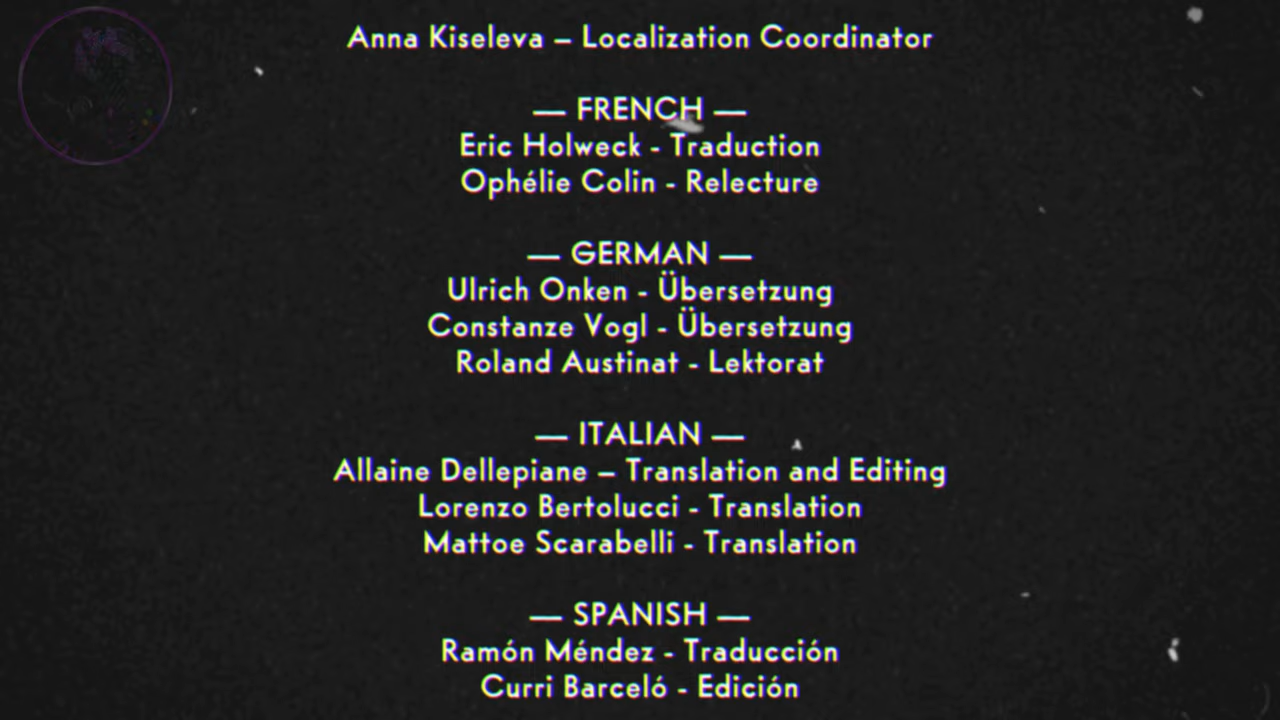 Anna Kiseleva – Localization Coordinator
— FRENCH —
Eric Holweck - Traduction
Ophélie Colin - Relecture
— GERMAN —
Ulrich Onken - Übersetzung
Constanze Vogl - Übersetzung
Roland Austinat - Lektorat
— ITALIAN —
Allaine Dellepiane – Translation and Editing
Lorenzo Bertolucci - Translation
Mattoe Scarabelli - Translation
— SPANISH —
Ramón Méndez - Traducción
Curri Barceló - Edición